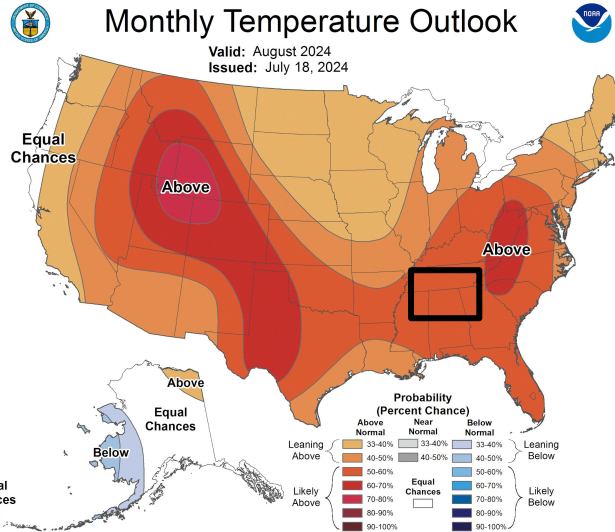 Monthly Temperature Outlook
NOAA
Valid: August 2024
Issued: July 18, 2024
Equal
Chances
Above
Above
Above
Equal
Chances
Below
al
ces
Probability
(Percent Chance)
Above
Normal
Near
Normal
Below
Normal
Leaning
Above
33-40%
40-50%
33-40%
40-50%
33-40%
40-50%
Leaning
Below
Likely
Above
50-60%
60-70%
70-80%
80-90%
90-100%
Equal
Chances
50-60%
60-70%
70-80%
80-90%
90-100%
Likely
Below